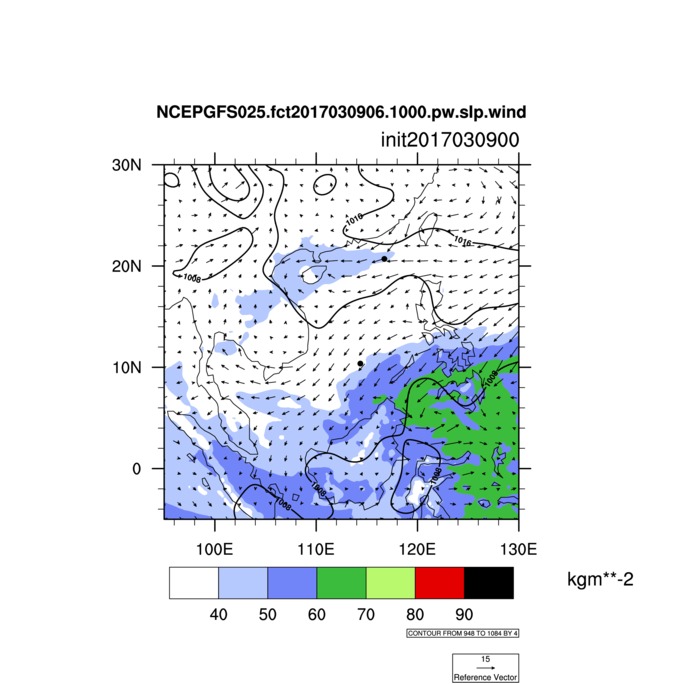 NCEPGFS025.fct2017030906.1000.pw.slp.wind
init2017030900
30N
20N
10N
0
1016
1016
1008
1008
1008
1008
1008
100E 110E 120E 130E
kgm**-2
40 50 60 70 80 90
CONTOUR FROM 948 TO 1084 BY 4
15
Reference Vector